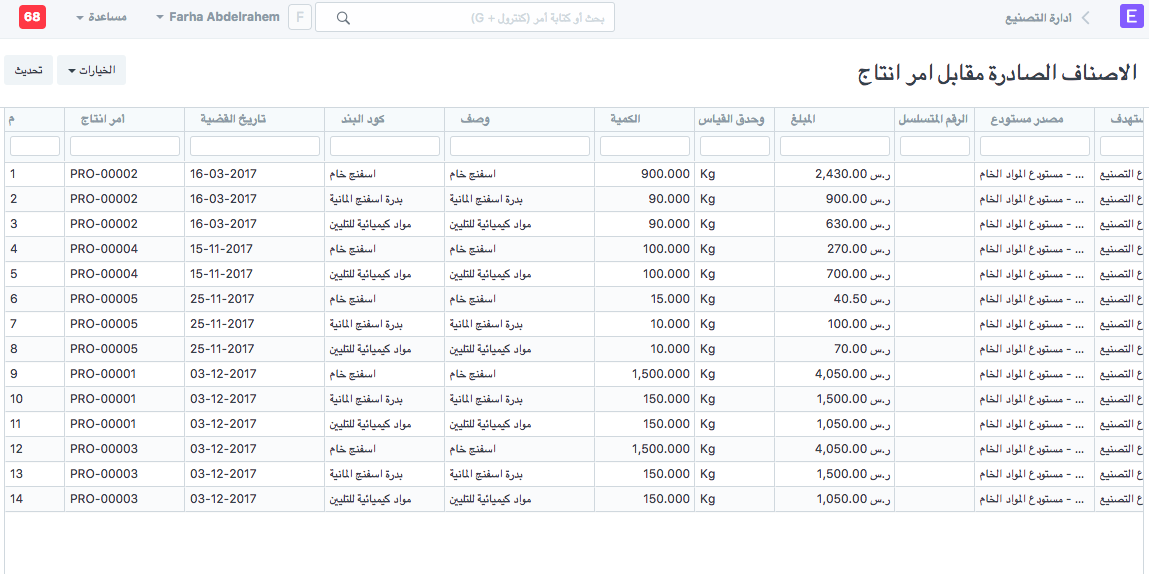 E
ادارة التصنيع
بحث أو كتابة أمر (كنترول + G)
F
Farha Abdelrahem
مساعدة
68
الاصناف الصادرة مقابل امر انتاج
الخيارات
تحديث
م امر انتاج تاريخ القضية كود البند وصف الكمية وحدق القياس المبلغ الرقم المتسلسل مصدر مستودع ستهدف
1 PRO-00002 16-03-2017 اسفنج خام اسفنج خام 900.000 Kg ر.س 2,430.00 ... - مستودع المواد الخام ع التصنيع
2 PRO-00002 16-03-2017 بدرة اسفنج المانية بدرة اسفنج المانية 90.000 Kg ر.س 900.00 ... - مستودع المواد الخام ع التصنيع
3 PRO-00002 16-03-2017 مواد كيميائية للتليين مواد كيميائية للتليين 90.000 Kg ر.س 630.00 ... - مستودع المواد الخام ع التصنيع
4 PRO-00004 15-11-2017 اسفنج خام اسفنج خام 100.000 Kg ر.س 270.00 ... - مستودع المواد الخام ع التصنيع
5 PRO-00004 15-11-2017 مواد كيميائية للتليين مواد كيميائية للتليين 100.000 Kg ر.س 700.00 ... - مستودع المواد الخام ع التصنيع
6 PRO-00005 25-11-2017 اسفنج خام اسفنج خام 15.000 Kg ر.س 40.50 ... - مستودع المواد الخام ع التصنيع
7 PRO-00005 25-11-2017 بدرة اسفنج المانية بدرة اسفنج المانية 10.000 Kg ر.س 100.00 ... - مستودع المواد الخام ع التصنيع
8 PRO-00005 25-11-2017 مواد كيميائية للتليين مواد كيميائية للتليين 10.000 Kg ر.س 70.00 ... - مستودع المواد الخام ع التصنيع
9 PRO-00001 03-12-2017 اسفنج خام اسفنج خام 1,500.000 Kg ر.س 4,050.00 ... - مستودع المواد الخام ع التصنيع
10 PRO-00001 03-12-2017 بدرة اسفنج المانية بدرة اسفنج المانية 150.000 Kg ر.س 1,500.00 ... - مستودع المواد الخام ع التصنيع
11 PRO-00001 03-12-2017 مواد كيميائية للتليين مواد كيميائية للتليين 150.000 Kg ر.س 1,050.00 ... - مستودع المواد الخام ع التصنيع
12 PRO-00003 03-12-2017 اسفنج خام اسفنج خام 1,500.000 Kg ر.س 4,050.00 ... - مستودع المواد الخام ع التصنيع
13 PRO-00003 03-12-2017 بدرة اسفنج المانية بدرة اسفنج المانية 150.000 Kg ر.س 1,500.00 ... - مستودع المواد الخام ع التصنيع
14 PRO-00003 03-12-2017 مواد كيميائية للتليين مواد كيميائية للتليين 150.000 Kg ر.س 1,050.00 ... - مستودع المواد الخام ع التصنيع